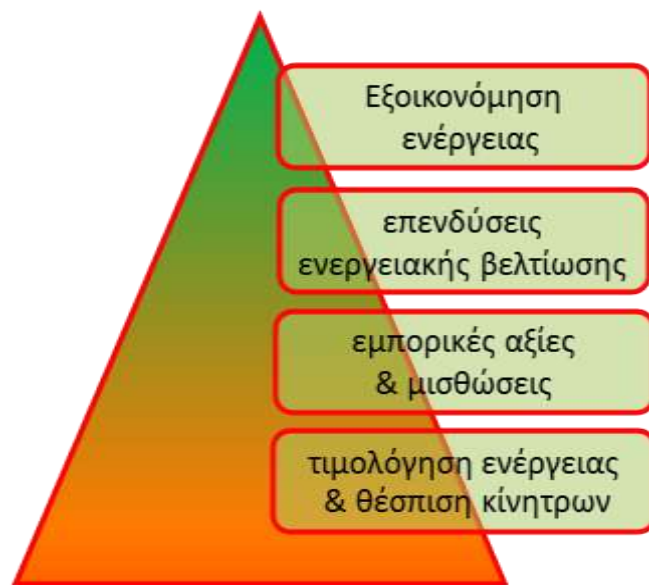 Εξοικονόμηση
ενέργειας
επενδύσεις
ενεργειακής βελτίωσης
εμπορικές αξίες
& μισθώσεις
τιμολόγηση ενέργειας
& θέσπιση κίνητρων